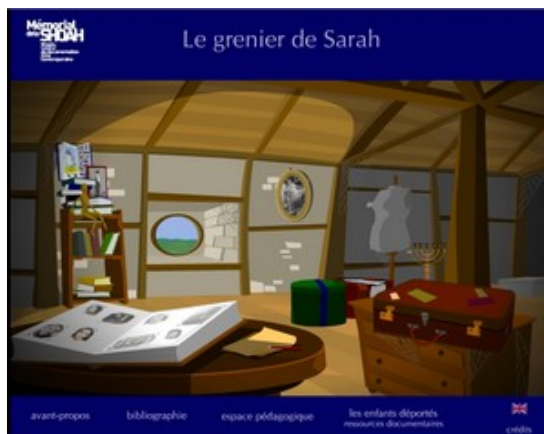 Mémorial
de la SHOAH
Le grenier de Sarah
avant-propos
bibliographie
espace pédagogique
les enfants déportés
ressources documentaires
crédits